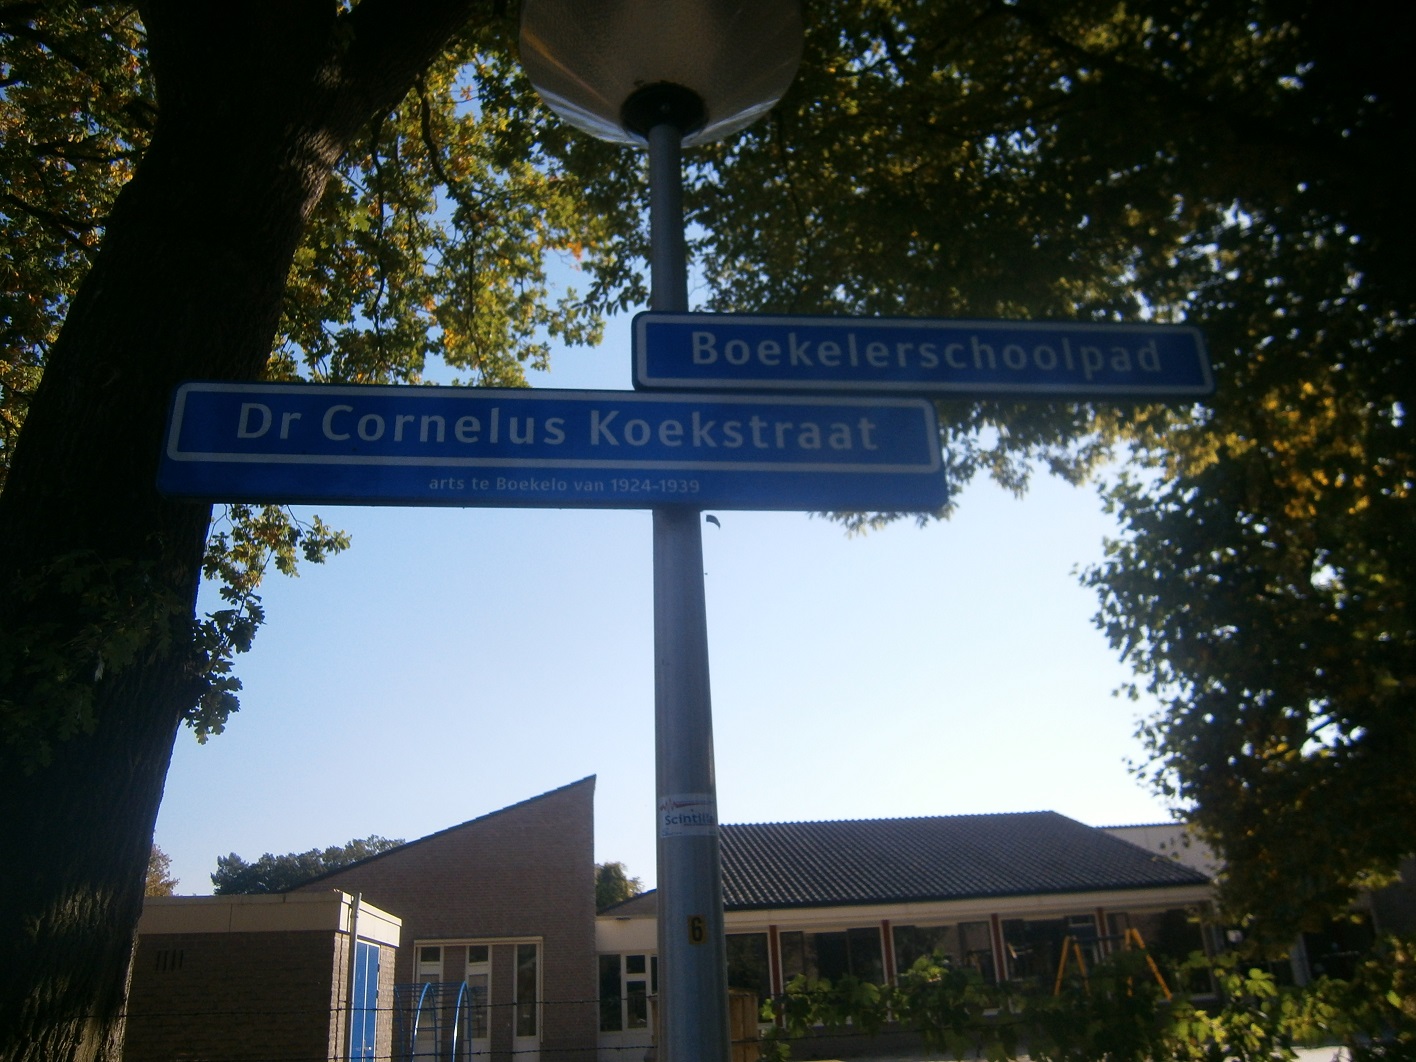 Boekelerschoolpad
Dr Cornelus Koekstraat
arts te Boekelo van 1924-1939
Scintilla
6